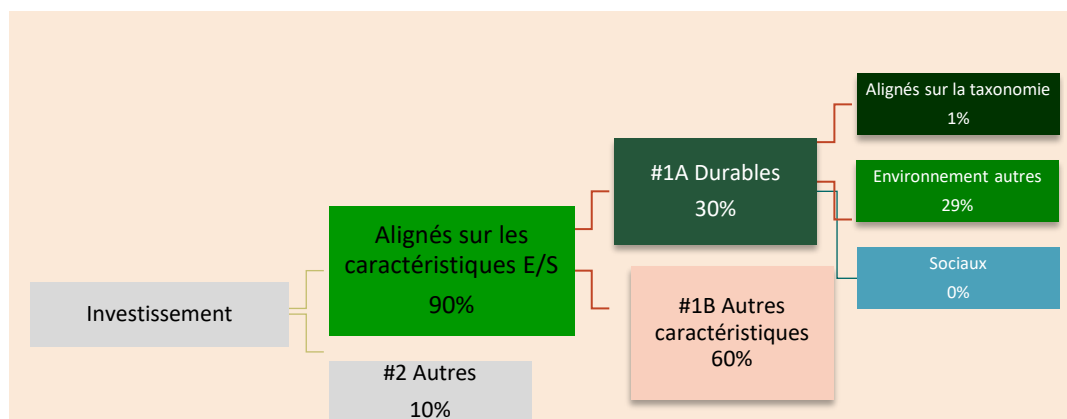 Investissement
Alignés sur les
caractéristiques E/S
90%
#2 Autres
10%
#1A Durables
30%
#1B Autres
caractéristiques
60%
Alignés sur la taxonomie
1%
Environnement autres
29%
Sociaux
0%